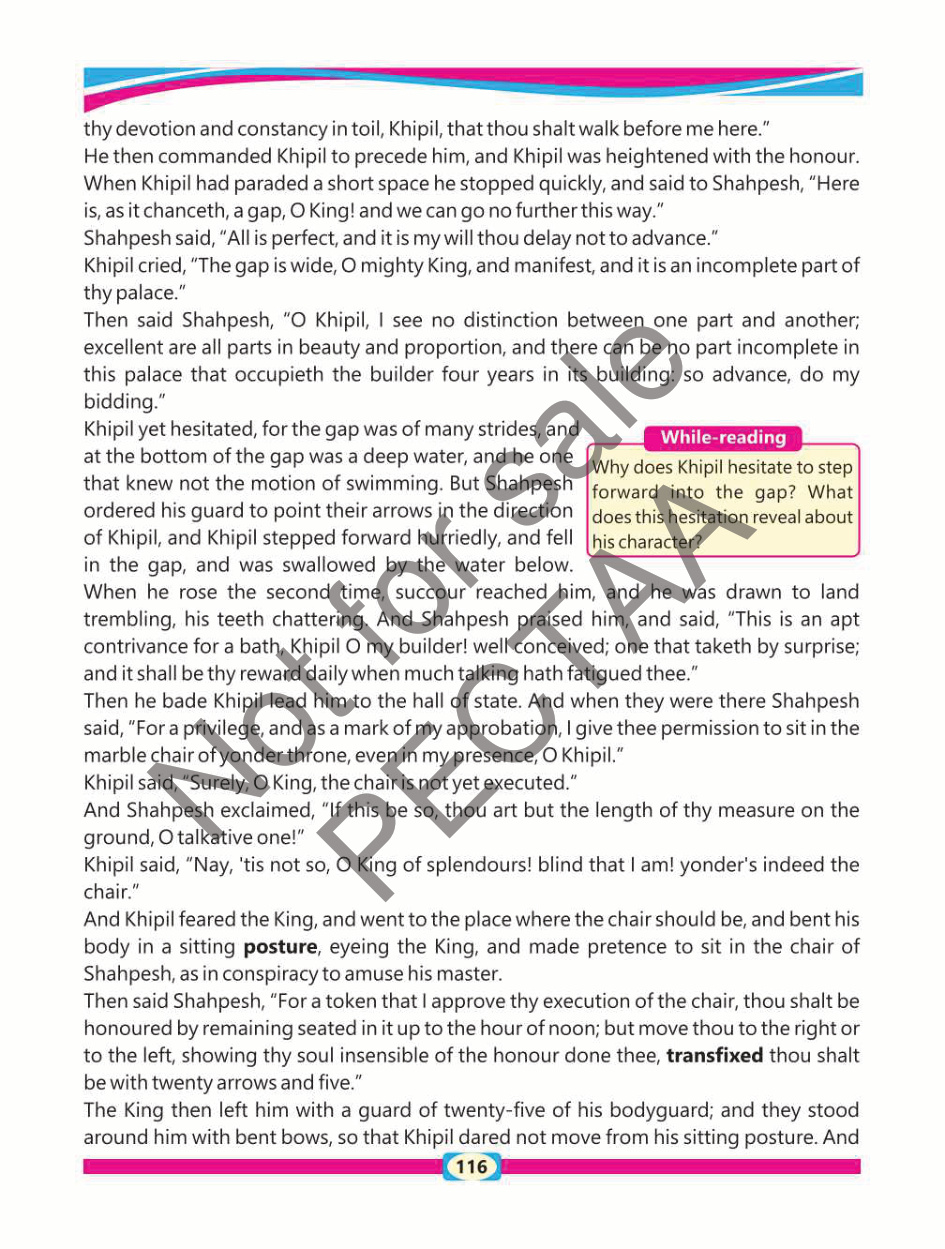 thy devotion and constancy in toil, Khipil, that thou shalt walk before me here.”
He then commanded Khipil to precede him, and Khipil was heightened with the honour.
When Khipil had paraded a short space he stopped quickly, and said to Shahpesh, “Here
is, as it chanceth, a gap, O King! and we can go no further this way.”
Shahpesh said, “All is perfect, and it is my will thou delay not to advance.”
Khipil cried, “The gap is wide, O mighty King, and manifest, and it is an incomplete part of
thy palace.”
Then said Shahpesh, “O Khipil, I see no distinction between one part and another;
excellent are all parts in beauty and proportion, and there can be no part incomplete in
this palace that occupieth the builder four years in its building: so advance, do my
bidding.”
Khipil yet hesitated, for the gap was of many strides, and
at the bottom of the gap was a deep water, and he one
that knew not the motion of swimming. But Shahpesh
ordered his guard to point their arrows in the direction
of Khipil, and Khipil stepped forward hurriedly, and fell
in the gap, and was swallowed by the water below.
While-reading
Why does Khipil hesitate to step
forward into the gap? What
does this hesitation reveal about
his character?
When he rose the second time, succour reached him, and he was drawn to land
trembling, his teeth chattering. And Shahpesh praised him, and said, “This is an apt
contrivance for a bath, Khipil O my builder! well conceived; one that taketh by surprise;
and it shall be thy reward daily when much talking hath fatigued thee.”
Then he bade Khipil lead him to the hall of state. And when they were there Shahpesh
said, “For a privilege, and as a mark of my approbation, I give thee permission to sit in the
marble chair of yonder throne, even in my presence, O Khipil.”
Khipil said, “Surely, O King, the chair is not yet executed.”
And Shahpesh exclaimed, “If this be so, thou art but the length of thy measure on the
ground, O talkative one!”
Khipil said, “Nay, 'tis not so, O King of splendours! blind that I am! yonder's indeed the
chair.”
And Khipil feared the King, and went to the place where the chair should be, and bent his
body in a sitting posture, eyeing the King, and made pretence to sit in the chair of
Shahpesh, as in conspiracy to amuse his master.
Then said Shahpesh, “For a token that I approve thy execution of the chair, thou shalt be
honoured by remaining seated in it up to the hour of noon; but move thou to the right or
to the left, showing thy soul insensible of the honour done thee, transfixed thou shalt
be with twenty arrows and five.”
The King then left him with a guard of twenty-five of his bodyguard; and they stood
around him with bent bows, so that Khipil dared not move from his sitting posture. And
116
Not for sale
PECTAA